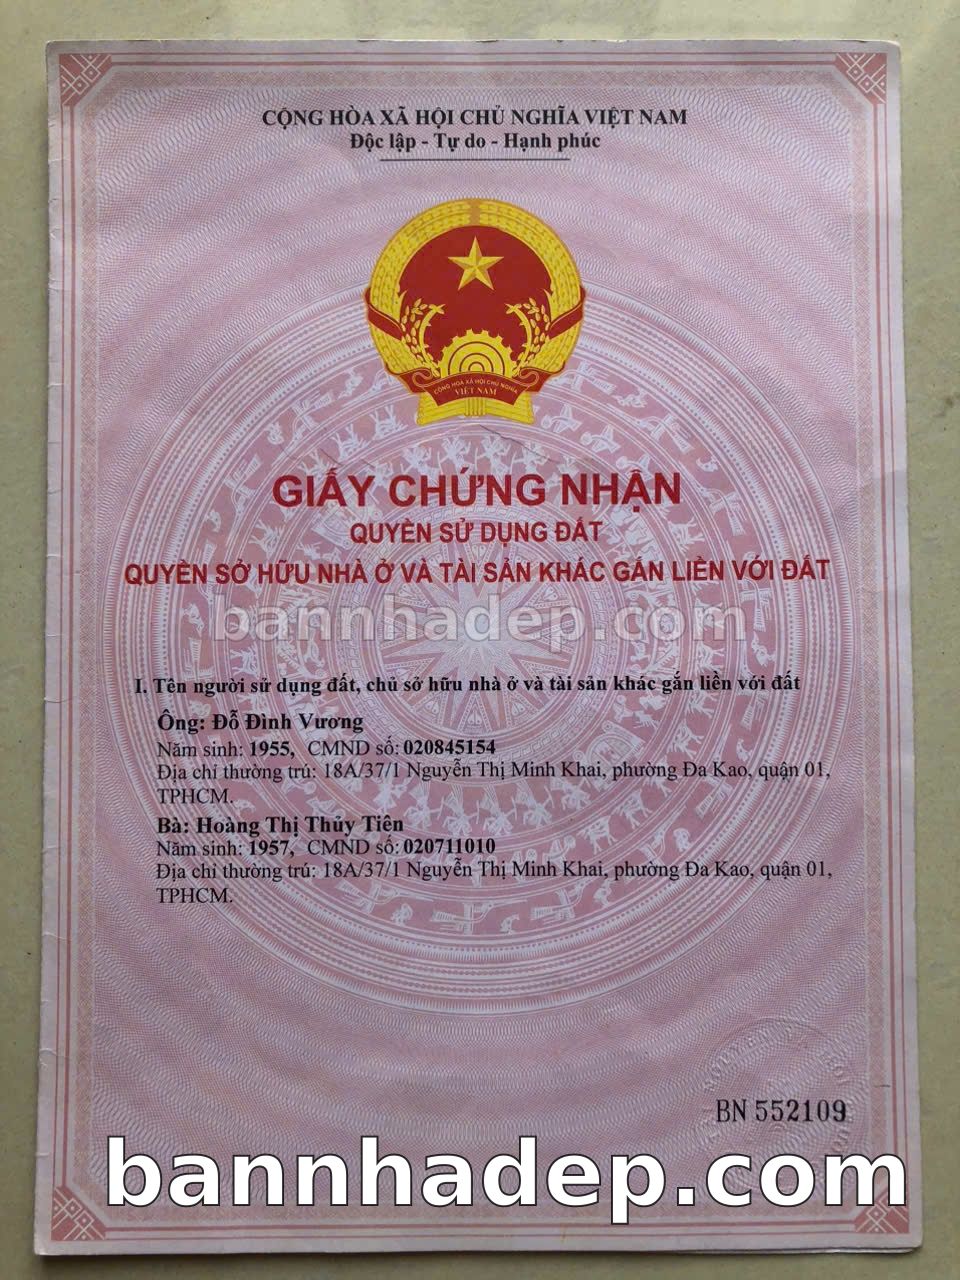 CỘNG HÒA XÃ HỘI CHỦ NGHĨA VIỆT NAM
Độc lập - Tự do - Hạnh phúc
CỘNG HÒA XÃ HỘI CHỦ NGHĨA
VIỆT NAM
GIẤY CHỨNG NHẬN
QUYỀN SỬ DỤNG ĐẤT
QUYỀN SỞ HỮU NHÀ Ở VÀ TÀI SẢN KHÁC GẮN LIỀN VỚI ĐẤT
bannhadep.com
I. Tên người sử dụng đất, chủ sở hữu nhà ở và tài sản khác gắn liền với đất
Ông: Đỗ Đình Vương
Năm sinh: 1955, CMND số: 020845154
Địa chỉ thường trú: 18A/37/1 Nguyễn Thị Minh Khai, phường Đa Kao, quận 01,
TPHCM.
Bà: Hoàng Thị Thủy Tiên
Năm sinh: 1957, CMND số: 020711010
Địa chỉ thường trú: 18A/37/1 Nguyễn Thị Minh Khai, phường Đa Kao, quận 01,
TPHCM.
BN 552109
bannhadep.com